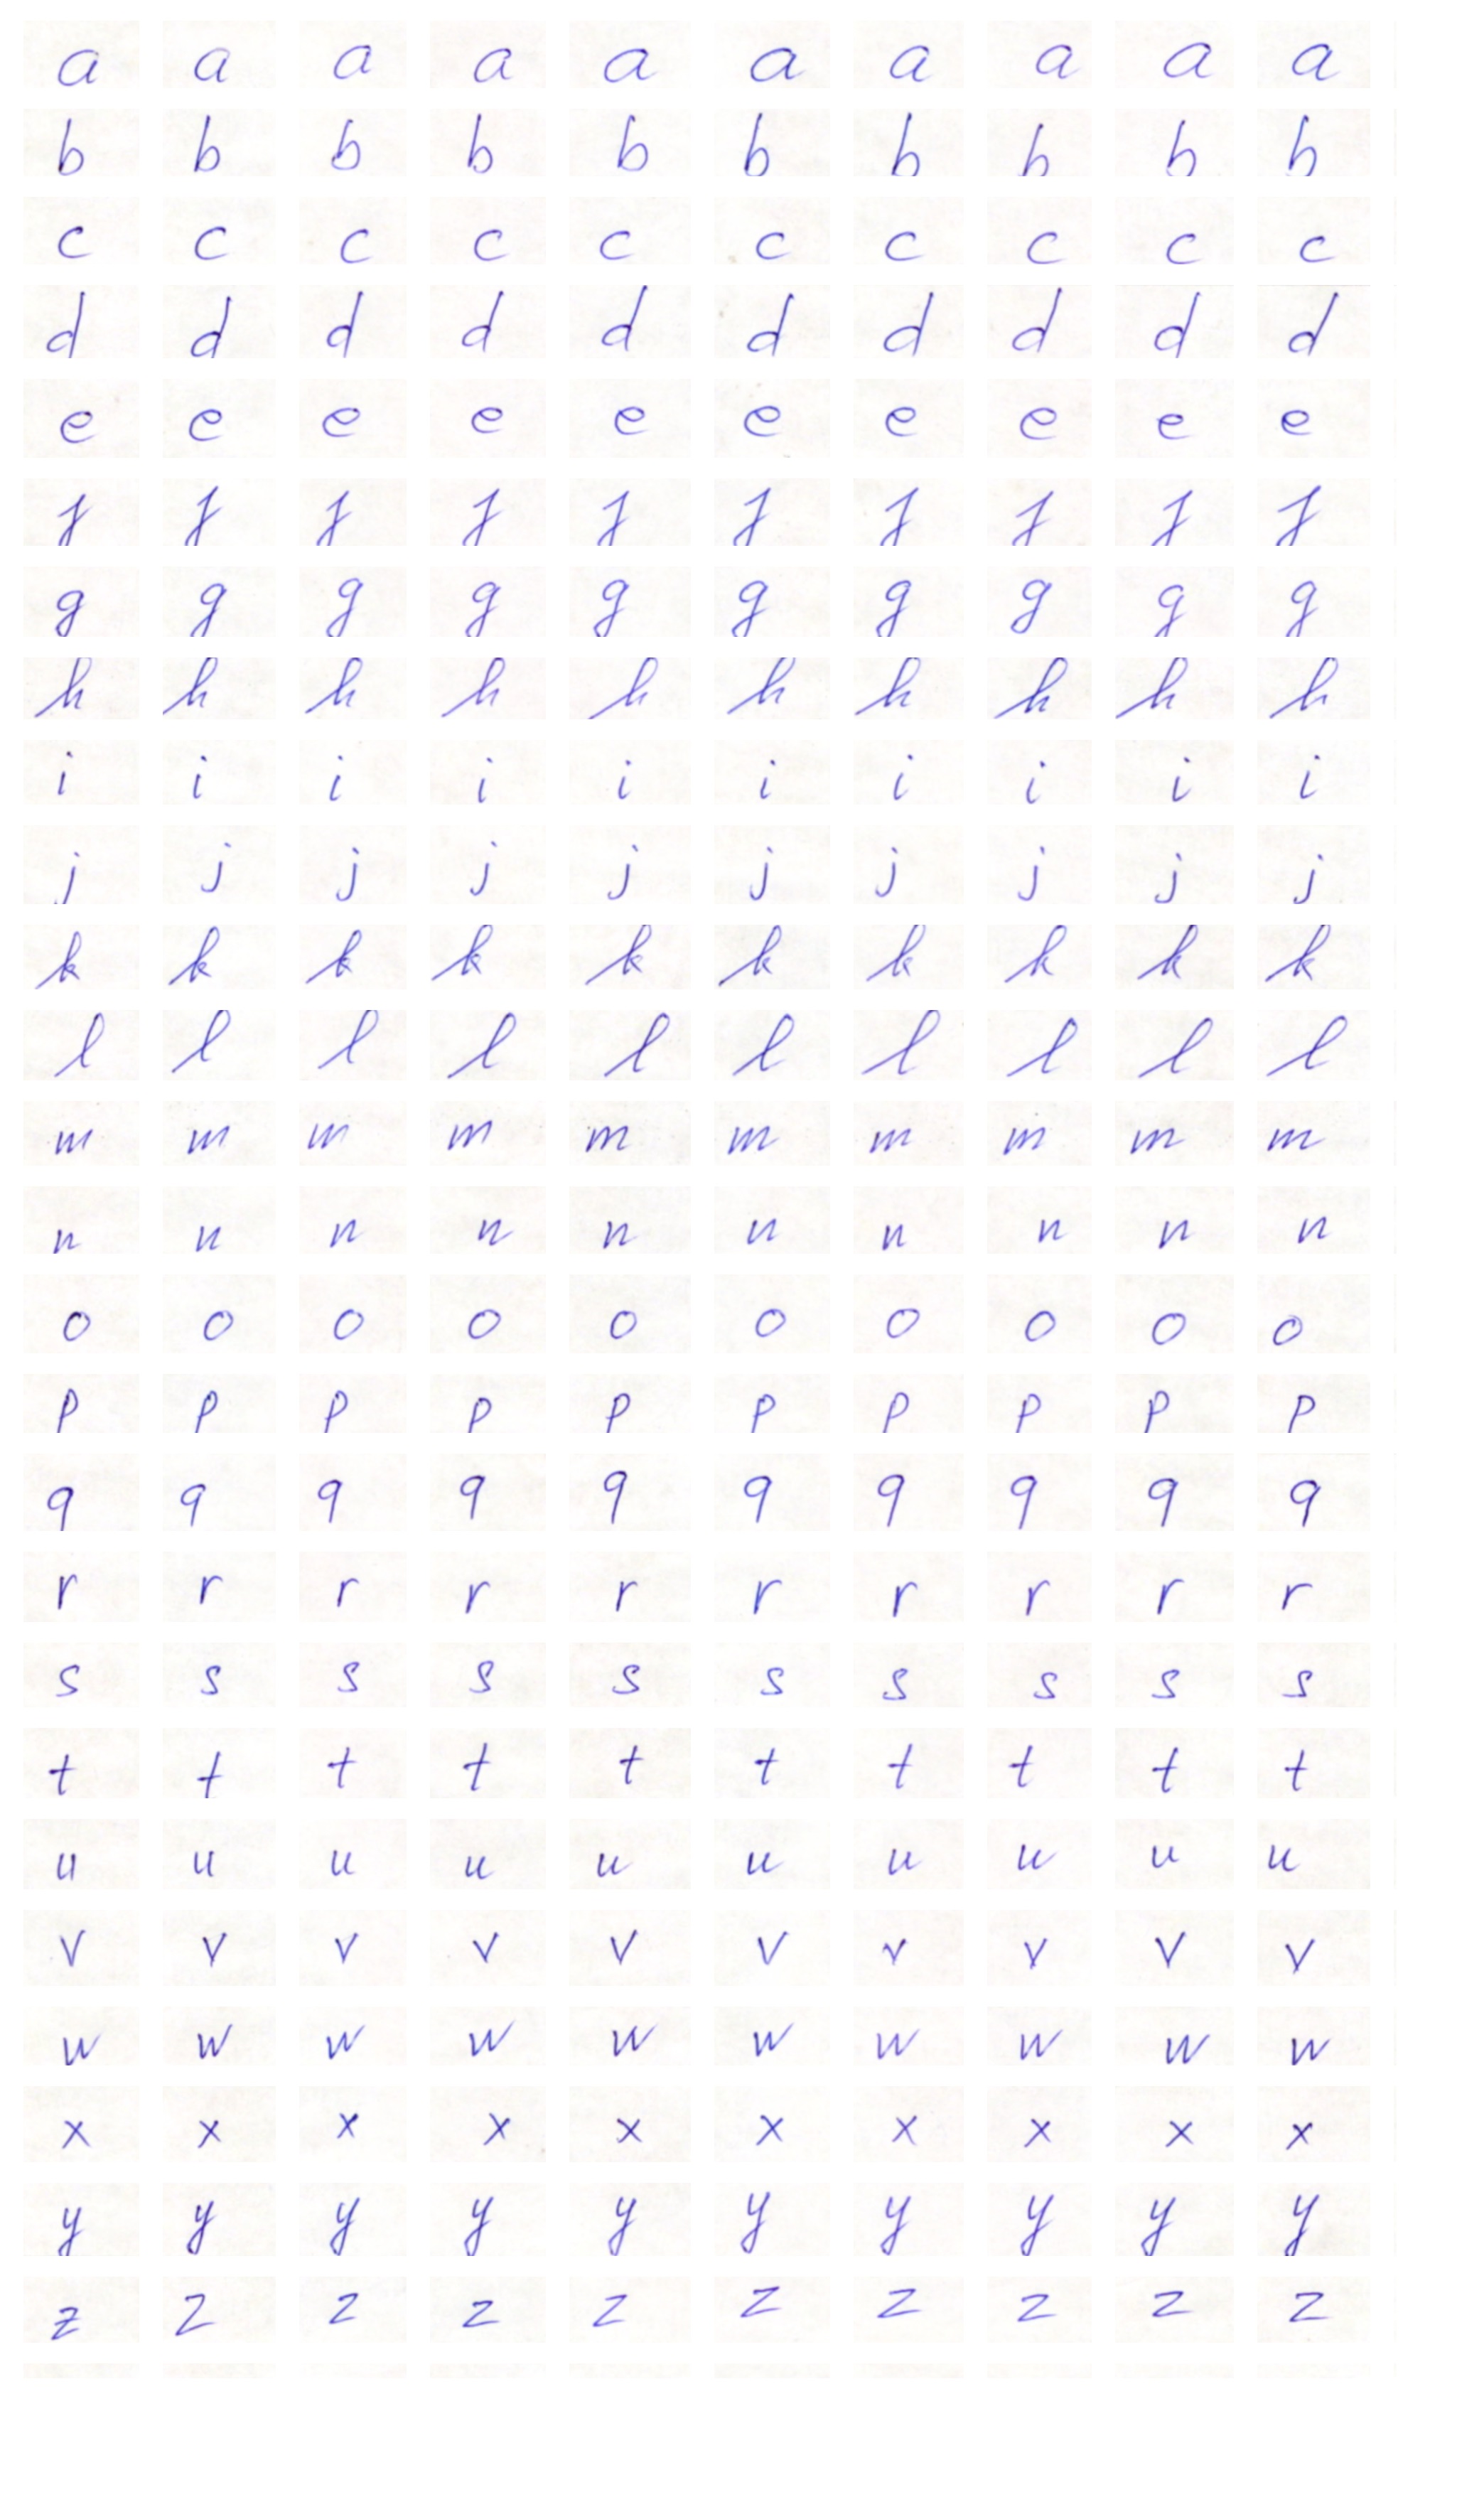 a a a a a a a a a a
b b b b b b b b b b
c c c c c c c c c c
d d d d d d d d d d
e e e e e e e e e e
f f f f f f f f f f
g g g g g g g g g g
h h h h h h h h h h
i i i i i i i i i i
j j j j j j j j j j
k k k k k k k k k k
l l l l l l l l l l
m m m m m m m m m m
n n n n n n n n n n
o o o o o o o o o o
p p p p p p p p p p
q q q q q q q q q q
r r r r r r r r r r
s s s s s s s s s s
t t t t t t t t t t
u u u u u u u u u u
v v v v v v v v v v
w w w w w w w w w w
x x x x x x x x x x
y y y y y y y y y y
z z z z z z z z z z